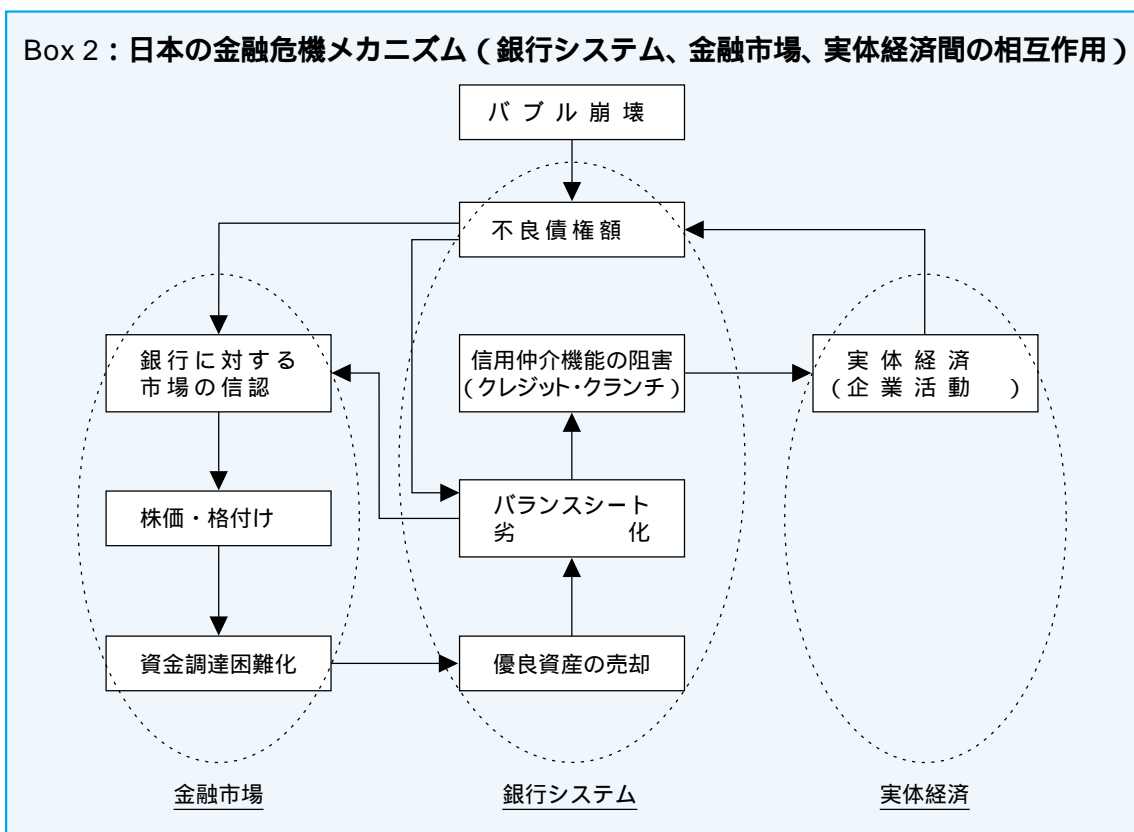 Box 2：日本の金融危機メカニズム（銀行システム、金融市場、実体経済間の相互作用）
バブル崩壊
不良債権額
銀行に対する
市場の信認
信用仲介機能の阻害
（クレジット・クランチ）
実体経済
（企業活動　）
株価・格付け
バランスシート
劣　　　　化
資金調達困難化
優良資産の売却
金融市場
銀行システム
実体経済